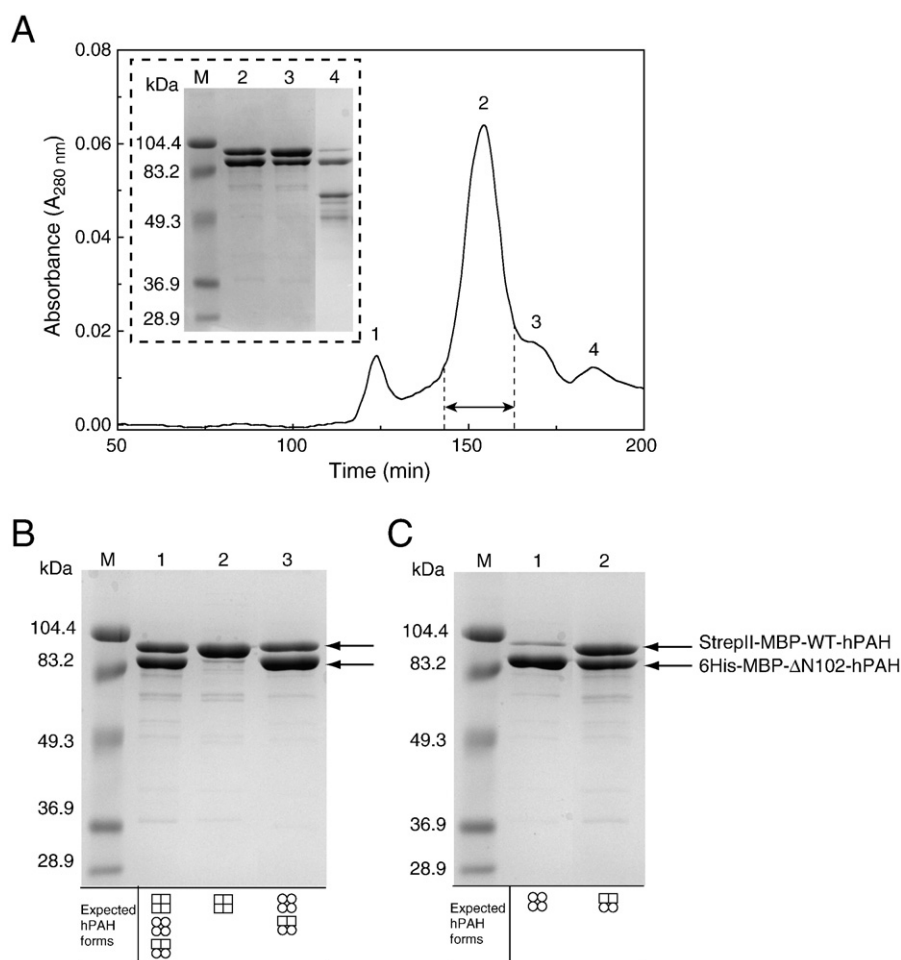 A
0.08
0.06
0.04
0.02
0.00
Absorbance (A280 nm)
50
100
150
200
Time (min)
kDa
M
2
3
4
104.4
83.2
49.3
36.9
28.9
1
2
3
4
B
kDa
M
1
2
3
104.4
83.2
49.3
36.9
28.9
Expected
hPAH
forms
C
kDa
M
1
2
104.4
83.2
49.3
36.9
28.9
StrepII-MBP-WT-hPAH
6His-MBP-ΔN102-hPAH
Expected
hPAH
forms